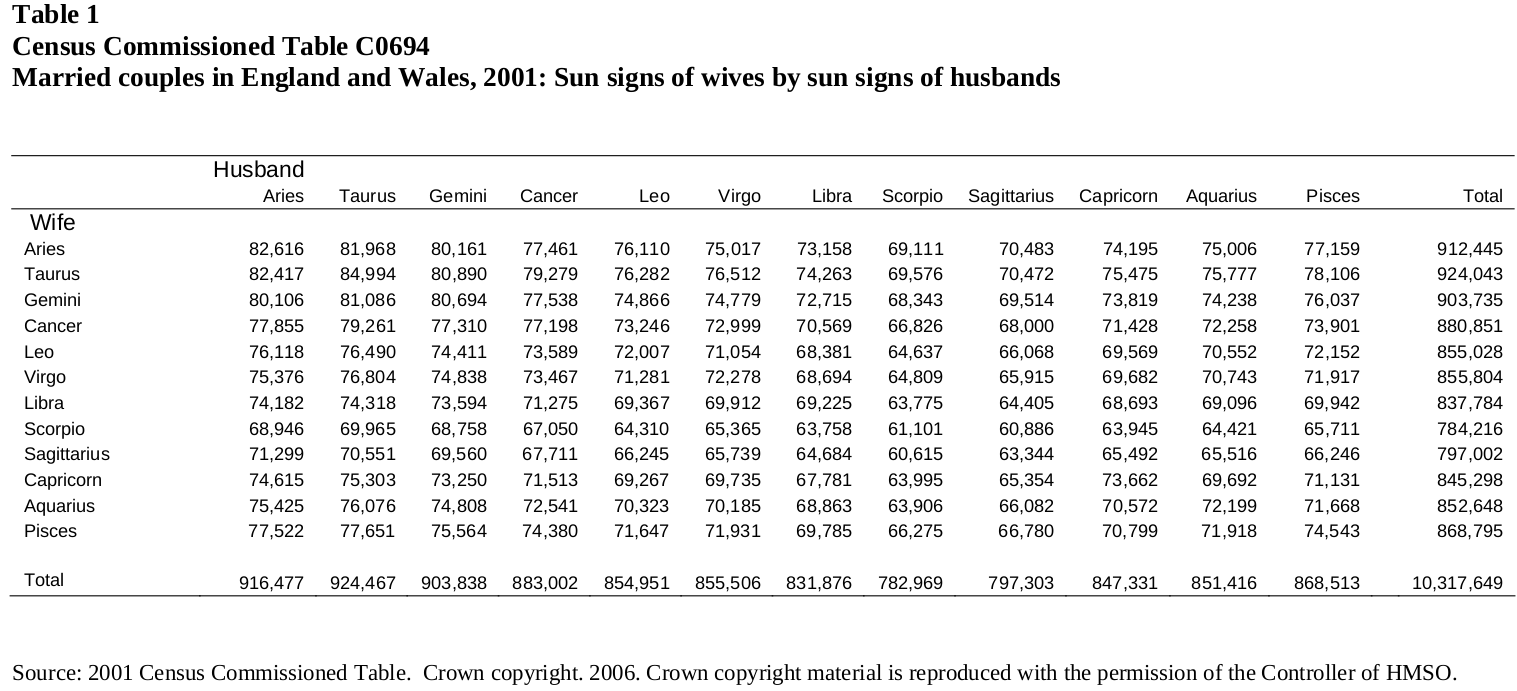 Table 1
Census Commissioned Table C0694
Married couples in England and Wales, 2001: Sun signs of wives by sun signs of husbands
Husband
Aries Taurus Gemini Cancer Leo Virgo Libra Scorpio Sagittarius Capricorn Aquarius Pisces Total
Wife
Aries 82,616 81,968 80,161 77,461 76,110 75,017 73,158 69,111 70,483 74,195 75,006 77,159 912,445
Taurus 82,417 84,994 80,890 79,279 76,282 76,512 74,263 69,576 70,472 75,475 75,777 78,106 924,043
Gemini 80,106 81,086 80,694 77,538 74,866 74,779 72,715 68,343 69,514 73,819 74,238 76,037 903,735
Cancer 77,855 79,261 77,310 77,198 73,246 72,999 70,569 66,826 68,000 71,428 72,258 73,901 880,851
Leo 76,118 76,490 74,411 73,589 72,007 71,054 68,381 64,637 66,068 69,569 70,552 72,152 855,028
Virgo 75,376 76,804 74,838 73,467 71,281 72,278 68,694 64,809 65,915 69,682 70,743 71,917 855,804
Libra 74,182 74,318 73,594 71,275 69,367 69,912 69,225 63,775 64,405 68,693 69,096 69,942 837,784
Scorpio 68,946 69,965 68,758 67,050 64,310 65,365 63,758 61,101 60,886 63,945 64,421 65,711 784,216
Sagittarius 71,299 70,551 69,560 67,711 66,245 65,739 64,684 60,615 63,344 65,492 65,516 66,246 797,002
Capricorn 74,615 75,303 73,250 71,513 69,267 69,735 67,781 63,995 65,354 73,662 69,692 71,131 845,298
Aquarius 75,425 76,076 74,808 72,541 70,323 70,185 68,863 63,906 66,082 70,572 72,199 71,668 852,648
Pisces 77,522 77,651 75,564 74,380 71,647 71,931 69,785 66,275 66,780 70,799 71,918 74,543 868,795
Total 916,477 924,467 903,838 883,002 854,951 855,506 831,876 782,969 797,303 847,331 851,416 868,513 10,317,649
Source: 2001 Census Commissioned Table.  Crown copyright. 2006. Crown copyright material is reproduced with the permission of the Controller of HMSO.